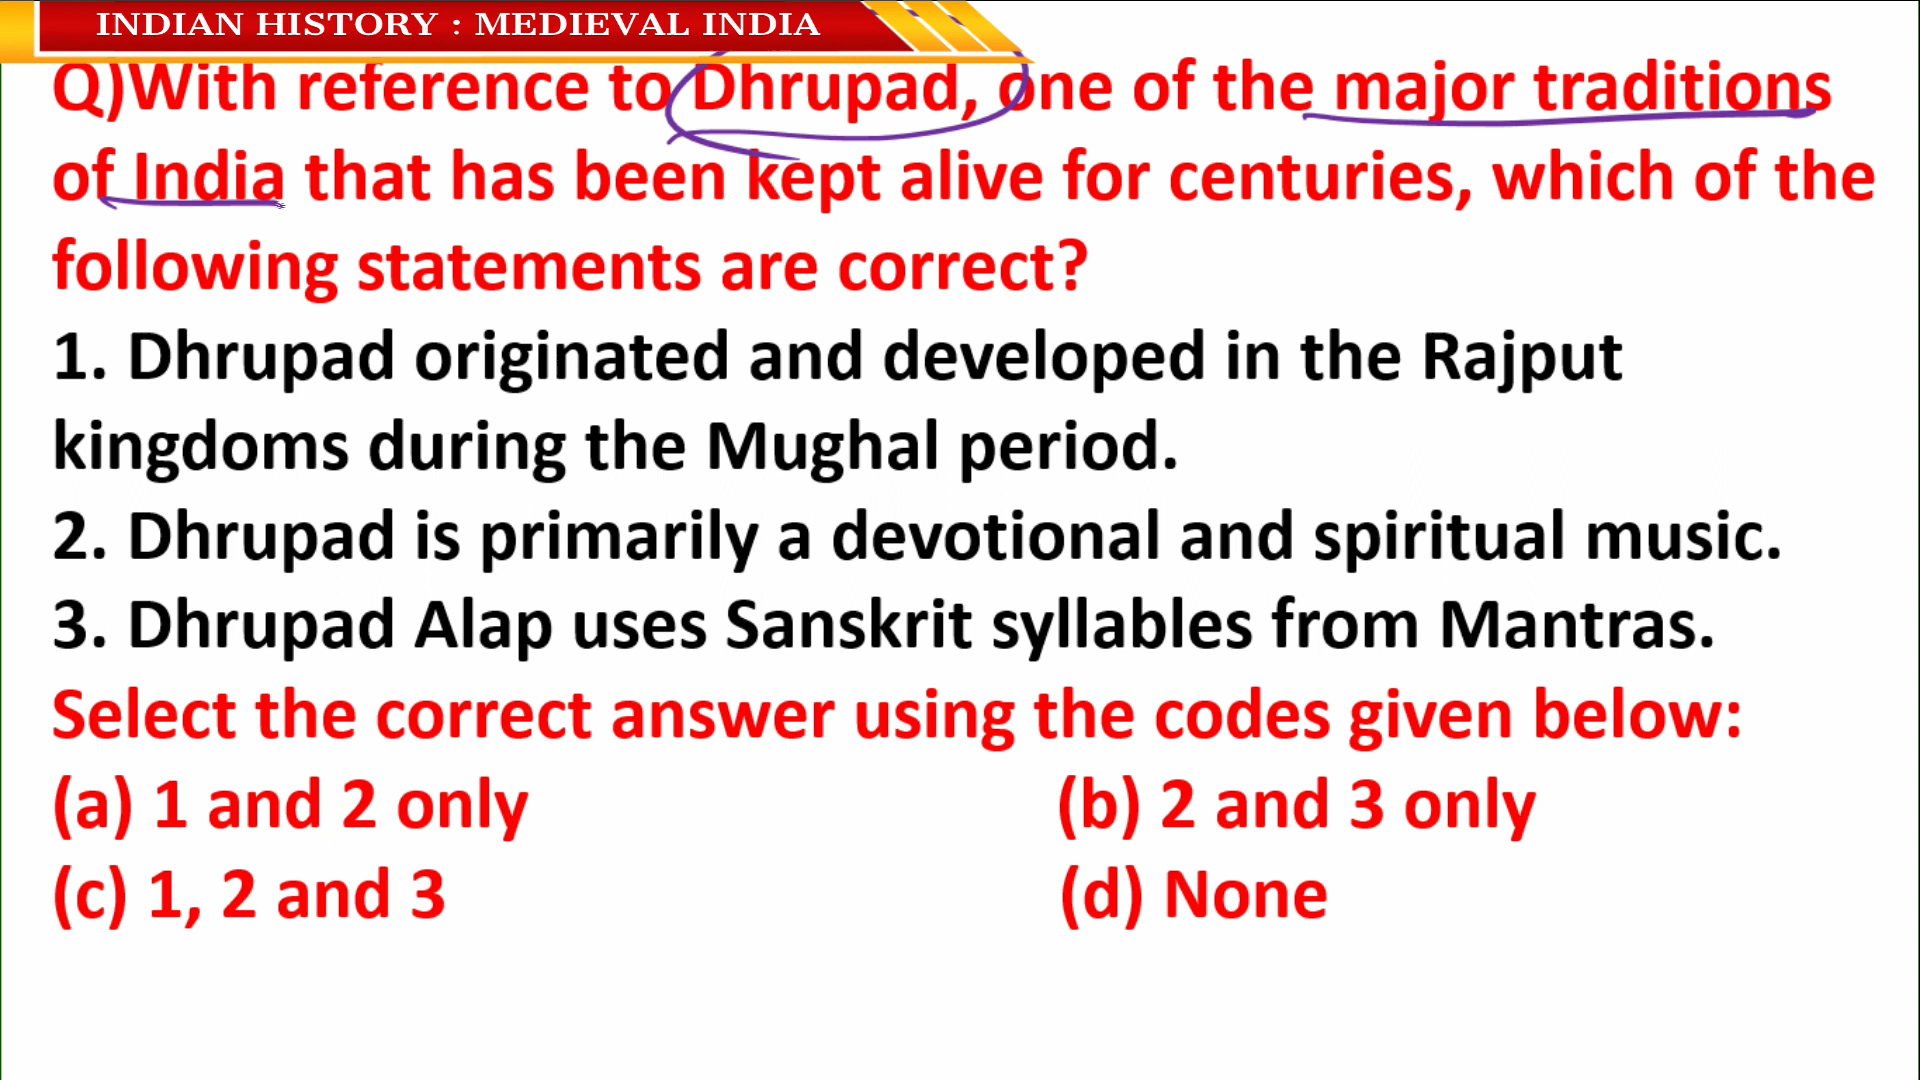 INDIAN HISTORY : MEDIEVAL INDIA
Q)With reference to Dhrupad, one of the major traditions
of India that has been kept alive for centuries, which of the
following statements are correct?
1. Dhrupad originated and developed in the Rajput
kingdoms during the Mughal period.
2. Dhrupad is primarily a devotional and spiritual music.
3. Dhrupad Alap uses Sanskrit syllables from Mantras.
Select the correct answer using the codes given below:
(a) 1 and 2 only (b) 2 and 3 only
(c) 1, 2 and 3 (d) None